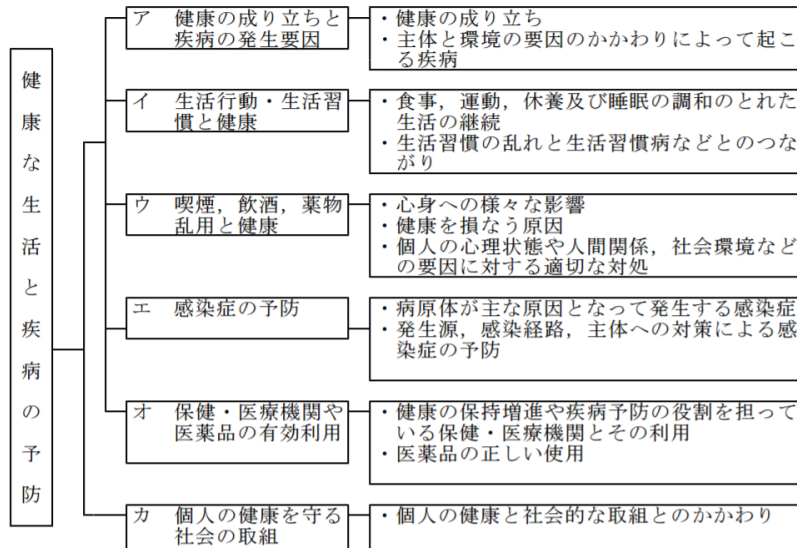 健康な生活と疾病の予防
ア 健康の成り立ちと
疾病の発生要因
・健康の成り立ち
・主体と環境の要因のかかわりによって起こ
る疾病
イ 生活行動・生活習
慣と健康
・食事，運動，休養及び睡眠の調和のとれた
生活の継続
・生活習慣の乱れと生活習慣病などとのつな
がり
ウ 喫煙，飲酒，薬物
乱用と健康
・心身への様々な影響
・健康を損なう原因
・個人の心理状態や人間関係，社会環境など
の要因に対する適切な対処
エ 感染症の予防
・病原体が主な原因となって発生する感染症
・発生源，感染経路，主体への対策による感
染症の予防
オ 保健・医療機関や
医薬品の有効利用
・健康の保持増進や疾病予防の役割を担って
いる保健・医療機関とその利用
・医薬品の正しい使用
カ 個人の健康を守る
社会の取組
・個人の健康と社会的な取組とのかかわり